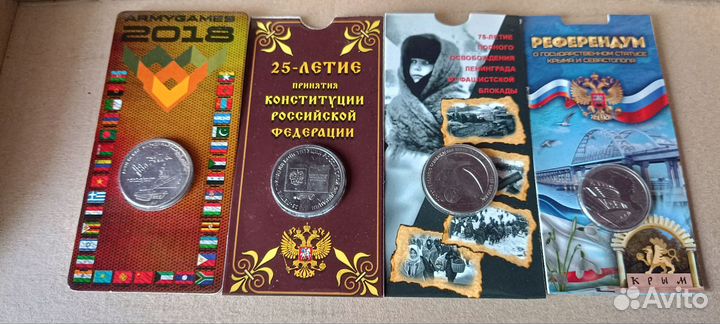 ARMYGAMES
2018
25-ЛЕТИЕ
ПРИНЯТИЯ
КОНСТИТУЦИИ
РОССИЙСКОЙ
ФЕДЕРАЦИИ
75-ЛЕТИЕ
ПОЛНОГО
ОСВОБОЖДЕНИЯ
ЛЕНИНГРАДА
ФАШИСТСКОЙ
БЛОКАДЫ
РЕФЕРЕНДУМ
О ГОСУДАРСТВЕННОМ СТАТУСЕ
КРЫМА И СЕВАСТОПОЛЯ
КРЫМ
Avito